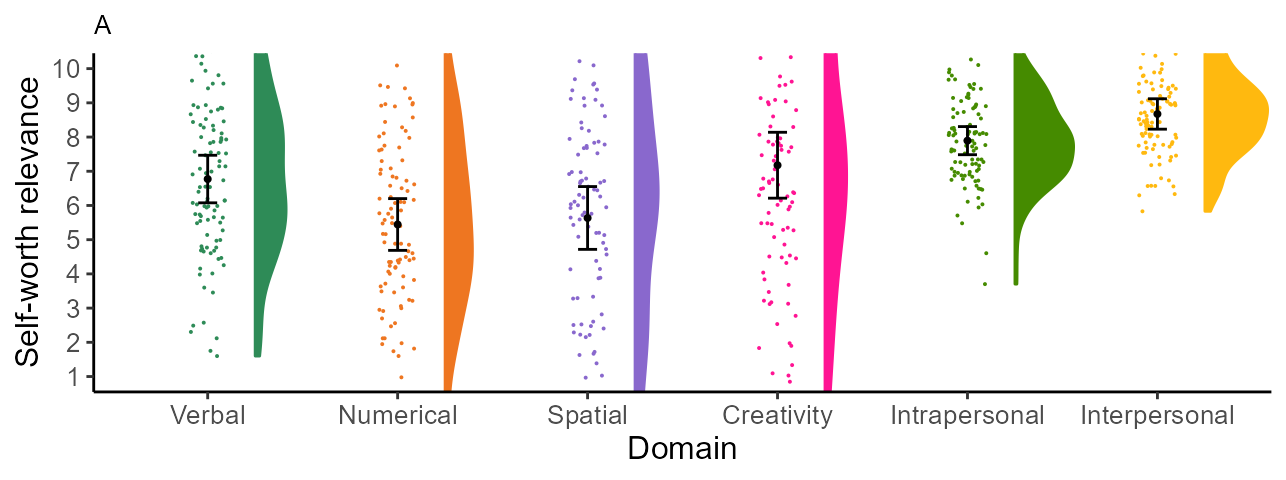 A
Self-worth relevance
10
9
8
7
6
5
4
3
2
1
Verbal Numerical Spatial Creativity Intrapersonal Interpersonal
Domain